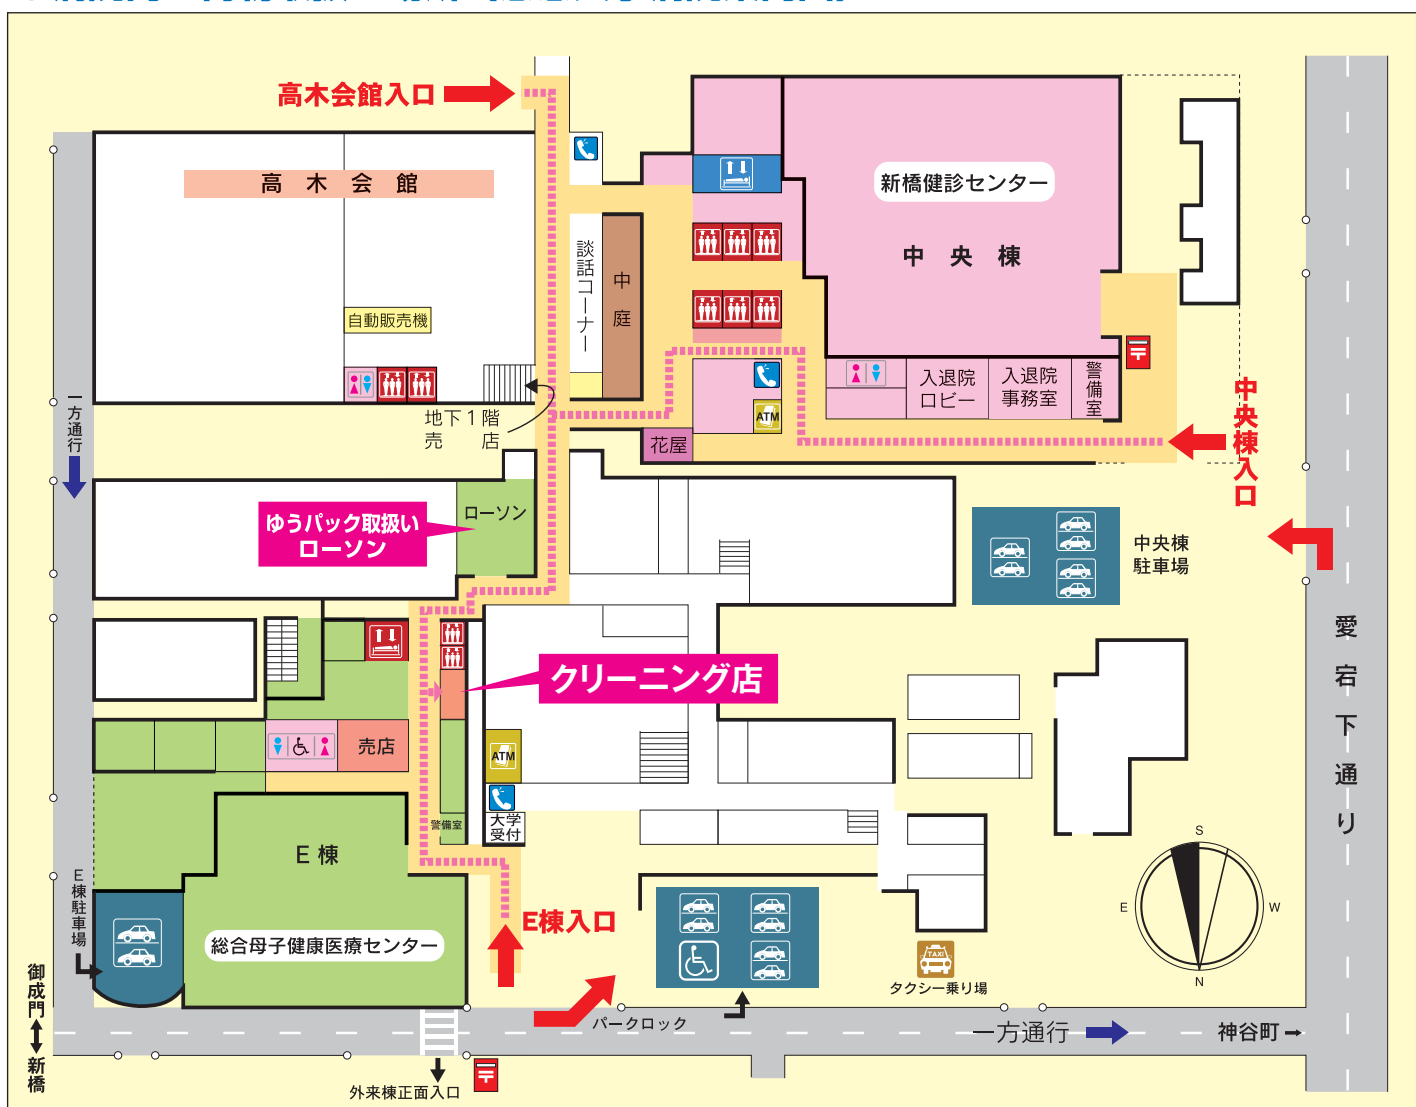 高木会館入口
高木会館
新橋健診センター
中央棟
談話コーナー
中庭
自動販売機
地下1階
売店
花屋
ATM
入退院
ロビー
入退院
事務室
警備室
中央棟入口
一方通行
ローソン
ゆうパック取扱い
ローソン
中央棟
駐車場
愛宕下通り
クリーニング店
売店
ATM
大学
受付
警備室
E棟
E棟駐車場
総合母子健康医療センター
E棟入口
S
E
W
N
TAXI
タクシー乗り場
パークロック
一方通行
神谷町
御成門
新橋
外来棟正面入口